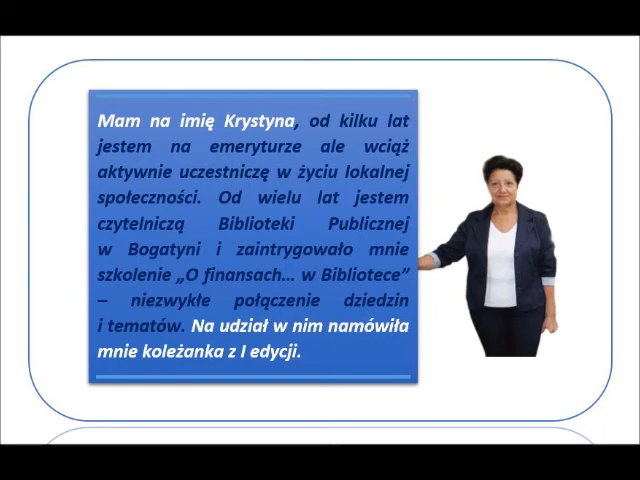 Mam na imię Krystyna, od kilku lat
jestem na emeryturze ale wciąż
aktywnie uczestniczę w życiu lokalnej
społeczności. Od wielu lat jestem
czytelniczą Biblioteki Publicznej
w Bogatyni i zaintrygowało mnie
szkolenie „O finansach... w Bibliotece”
– niezwykłe połączenie dziedzin
i tematów. Na udział w nim namówiła
mnie koleżanka z I edycji.